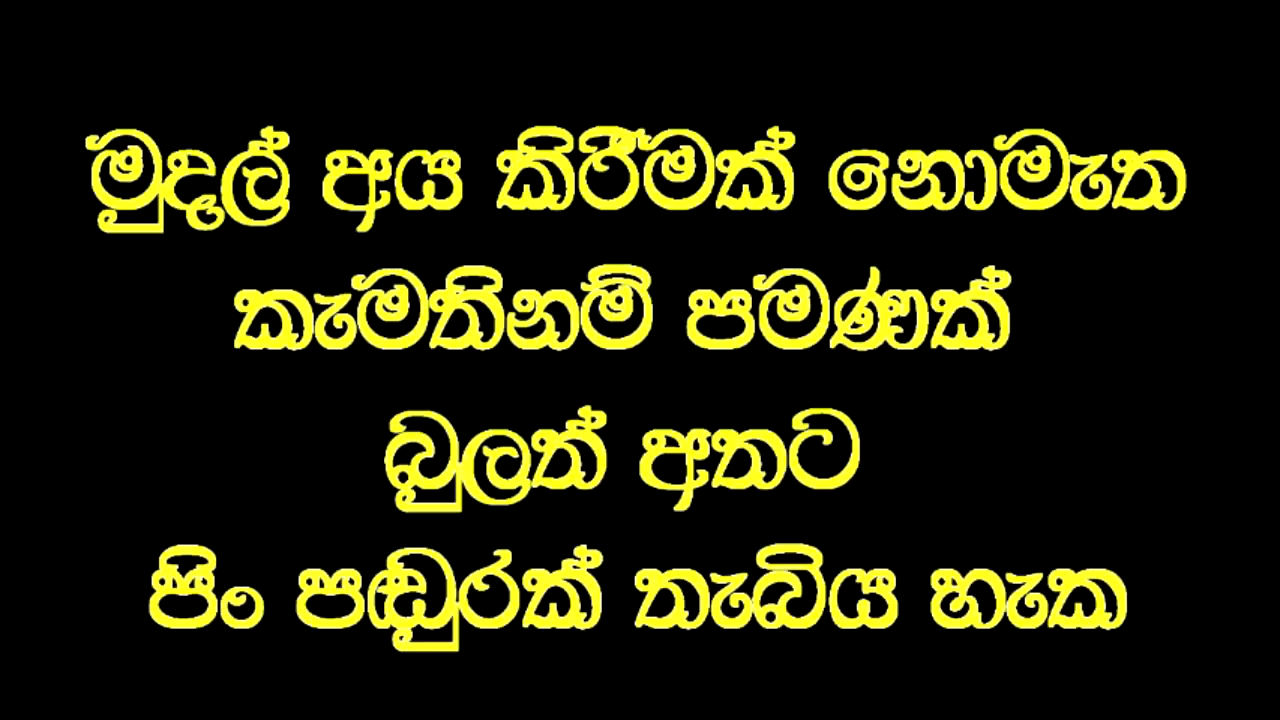 මුදල් අය කිරීමක් නොමැත
කැමතිනම් පමණක්
බුලත් අතට
පිං පඬුරක් තැබිය හැක